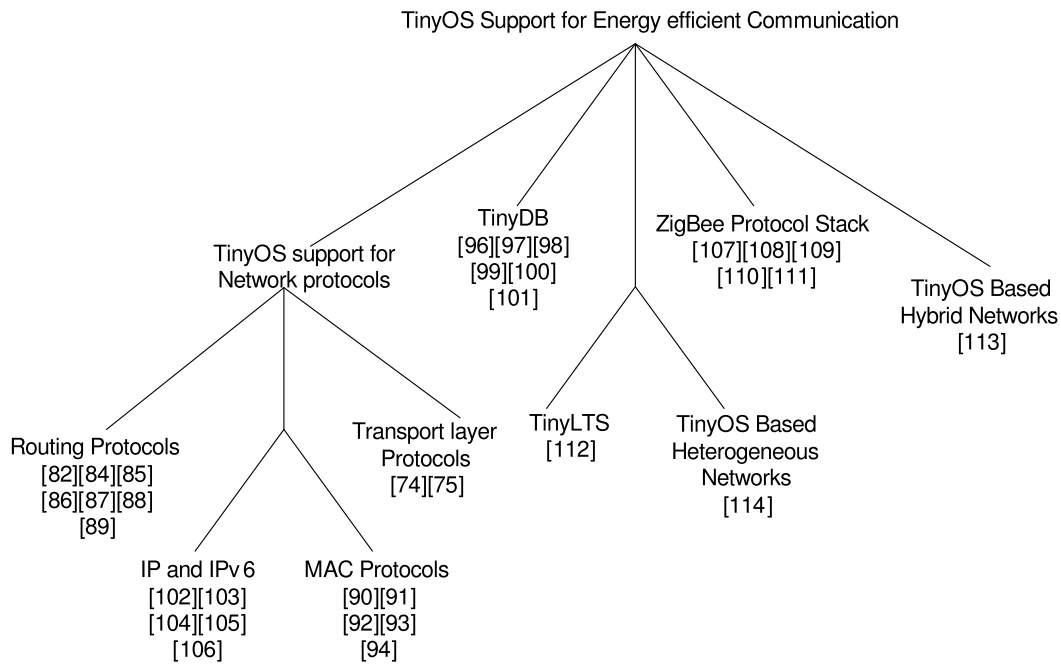 TinyOS Support for Energy efficient Communication
TinyDB
[96][97][98]
[99][100]
[101]
ZigBee Protocol Stack
[107][108][109]
[110][111]
TinyOS support for
Network protocols
TinyOS Based
Hybrid Networks
[113]
Routing Protocols
[82][84][85]
[86][87][88]
[89]
Transport layer
Protocols
[74][75]
TinyLTS
[112]
TinyOS Based
Heterogeneous
Networks
[114]
IP and IPv6
[102][103]
[104][105]
[106]
MAC Protocols
[90][91]
[92][93]
[94]